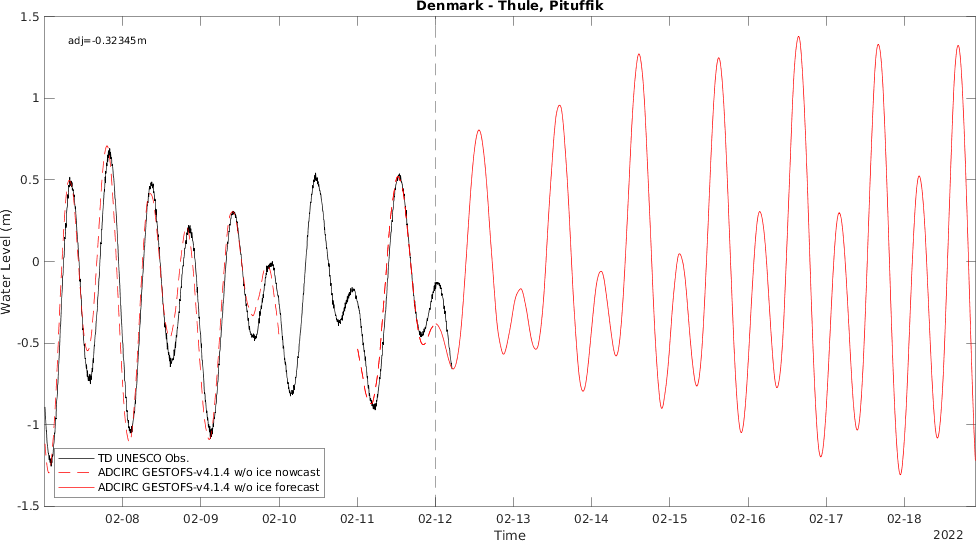 Denmark - Thule, Pituffik
adj=-0.32345m
1.5
1
0.5
0
-0.5
-1
-1.5
Water Level (m)
TD UNESCO Obs.
ADCIRC GESTOFS-v4.1.4 w/o ice nowcast
ADCIRC GESTOFS-v4.1.4 w/o ice forecast
02-08 02-09 02-10 02-11 02-12 02-13 02-14 02-15 02-16 02-17 02-18
Time
2022